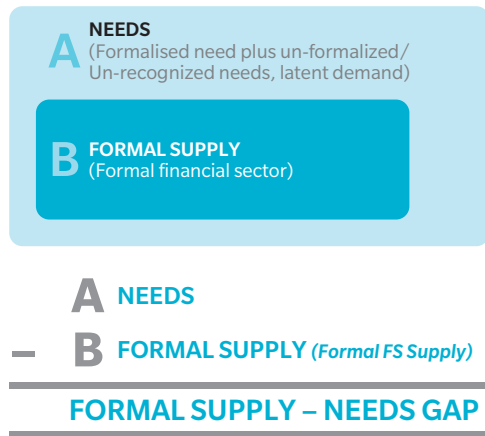 A NEEDS
(Formalised need plus un-formalized/
Un-recognized needs, latent demand)
B FORMAL SUPPLY
(Formal financial sector)
A NEEDS
– B FORMAL SUPPLY (Formal FS Supply)
FORMAL SUPPLY – NEEDS GAP